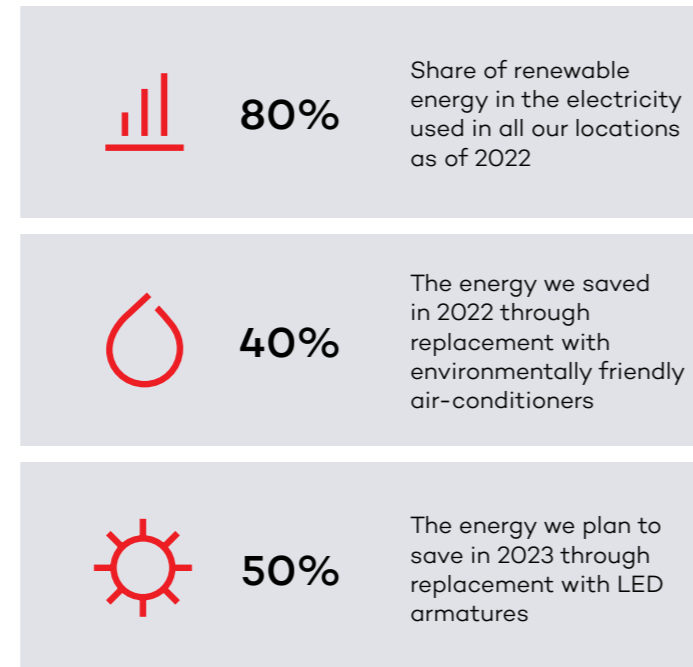 80%
Share of renewable
energy in the electricity
used in all our locations
as of 2022
40%
The energy we saved
in 2022 through
replacement with
environmentally friendly
air-conditioners
50%
The energy we plan to
save in 2023 through
replacement with LED
armatures